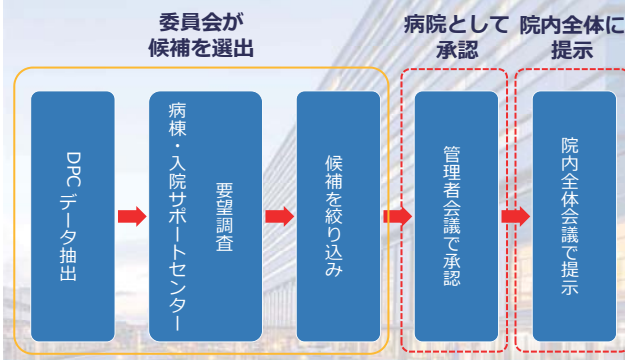 委員会が
候補を選出
病院として
承認
院内全体に
提示
DPC データ抽出
病棟・入院サポートセンター
要望調査
候補を絞り込み
管理者会議で承認
院内全体会議で提示